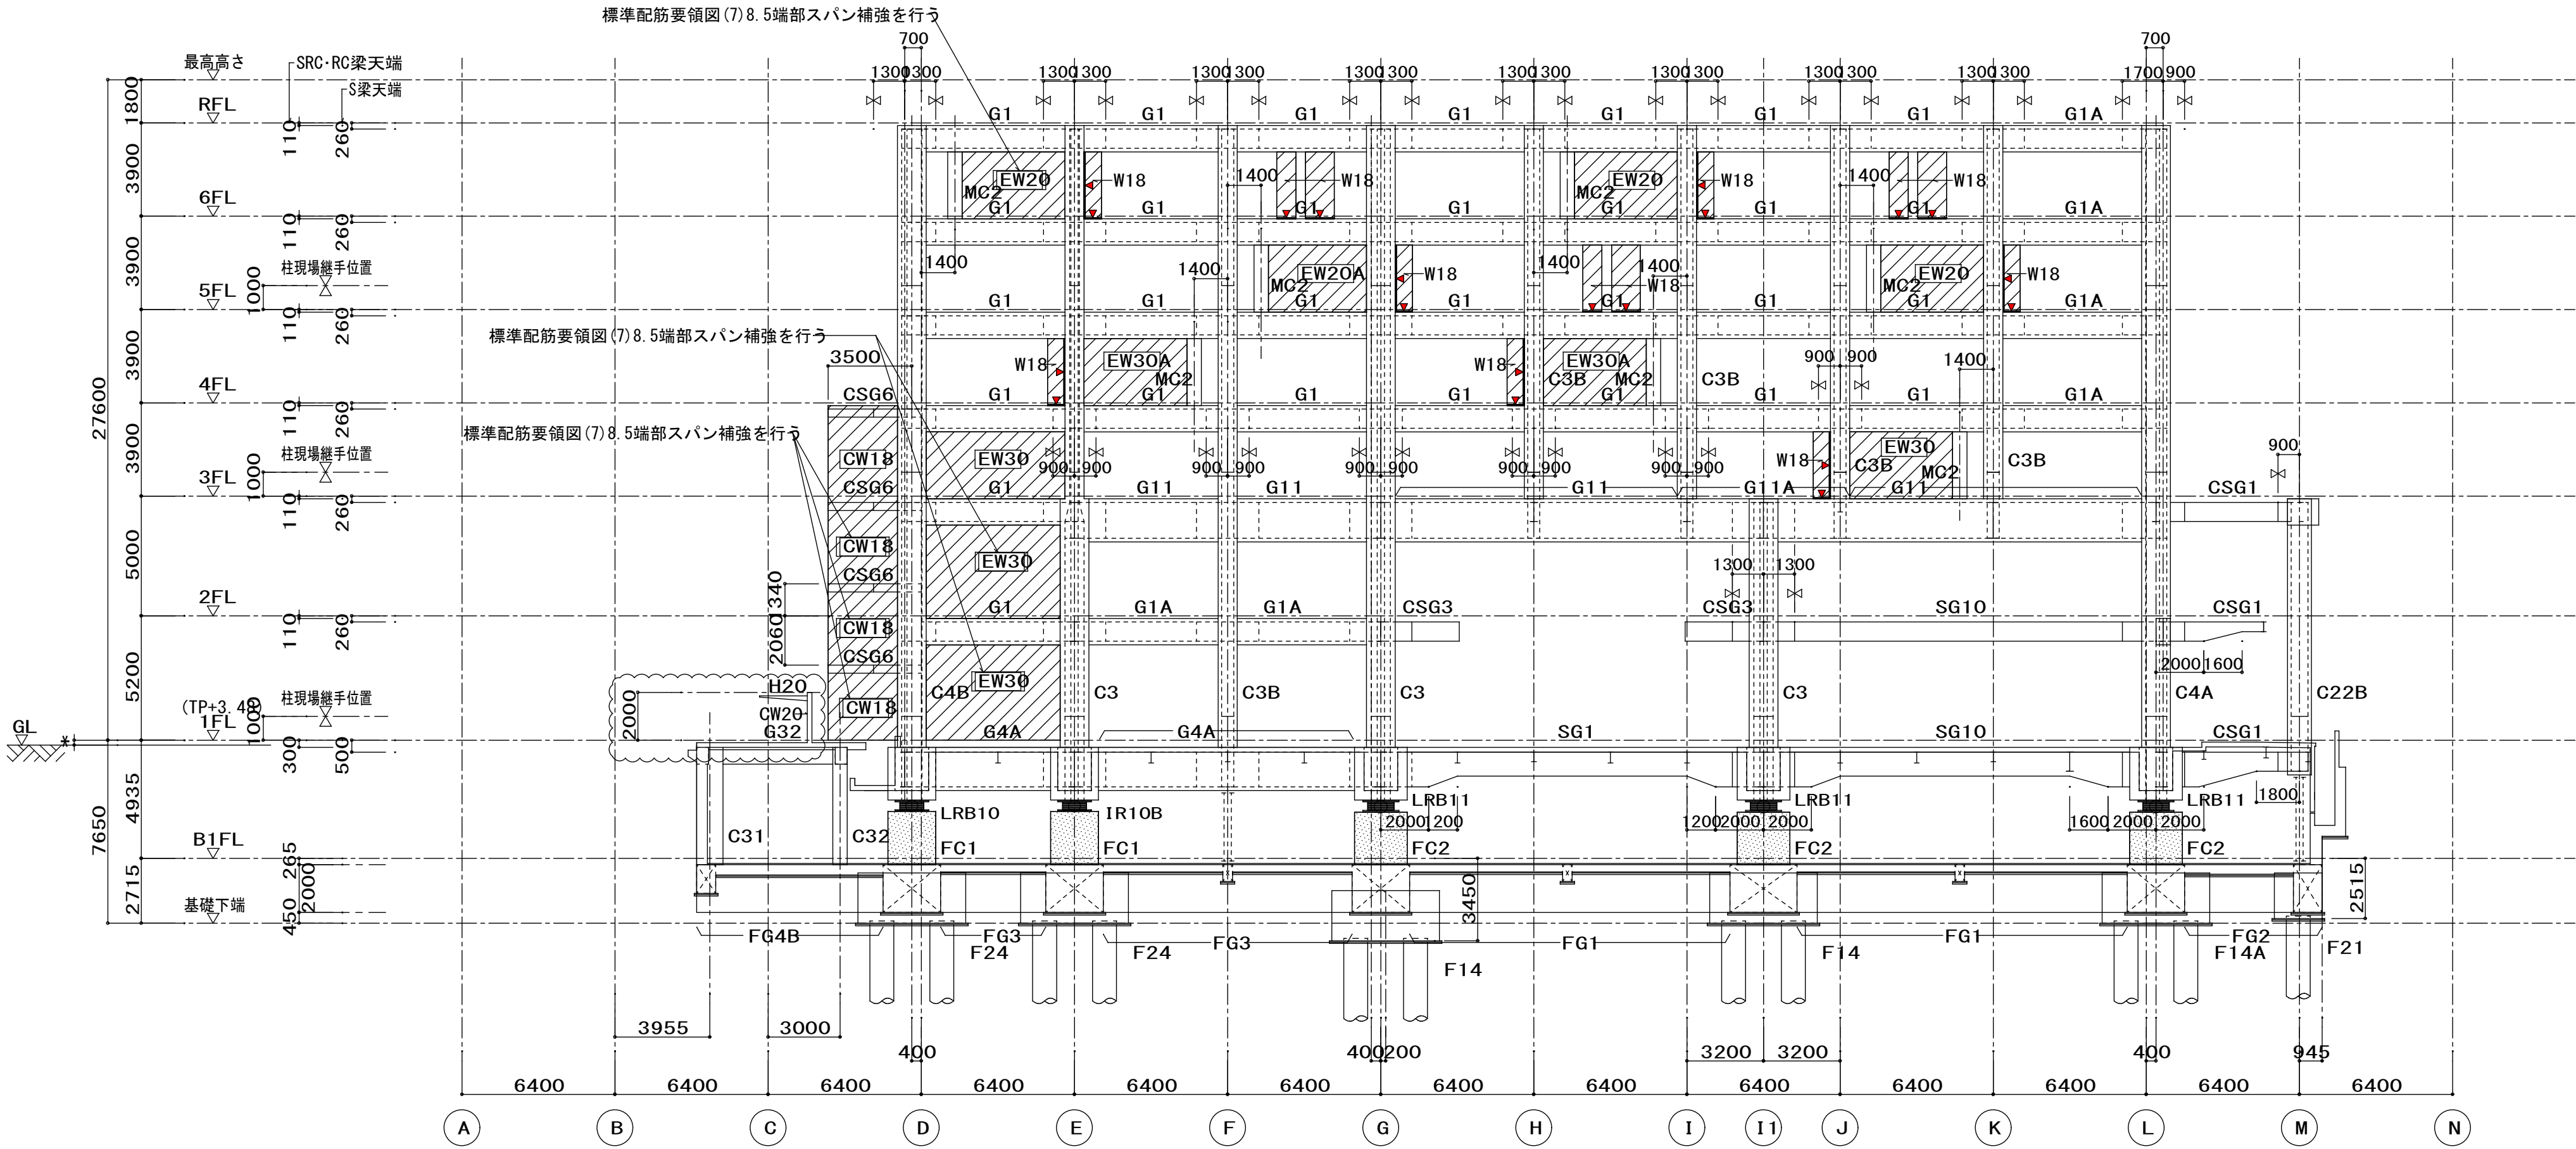 標準配筋要領図(7)8.5端部スパン補強を行う
700 700
最高高さ SRC・RC梁天端
S梁天端
1300 1300 1300 1300 1300 1300 1300 1300 1300 1300 1300 1300 1300 1300 1300 1300 1700 900
1800
RFL G1 G1 G1 G1 G1 G1 G1 G1A
110 260
3900
EW20 W18 1400 W18 EW20 W18 1400 W18
MC2 MC2
6FL G1 G1 G1 G1 G1 G1 G1 G1A
110 260
3900
柱現場継手位置 1400 1400 EW20A W18 1400 1400 W18 EW20 W18
1000 MC2 MC2
5FL G1 G1 G1 G1 G1 G1 G1 G1A
110 260
標準配筋要領図(7)8.5端部スパン補強を行う
3900 27600
3500 W18 EW30A W18 EW30A 900 900 1400
MC2 C3B MC2 C3B
4FL CSG6 G1 G1 G1 G1 G1 G1 G1 G1A
110 260
標準配筋要領図(7)8.5端部スパン補強を行う
3900
柱現場継手位置 CW18 EW30 W18 C3B EW30 C3B 900
1000 900 900 900 900 900 900 900 900 900 900 MC2
3FL CSG6 G1 G11 G11 G11 G11A G11 CSG1
110 260
5000
CW18 EW30
CSG6 1340 1300 1300
2FL G1 G1A G1A CSG3 CSG3 SG10 CSG1
110 260
CW18
2060
CSG6 2000 1600
5200
EW30
柱現場継手位置 H20 C4B C3 C3B C3 C3 C4A C22B
(TP+3.48) 1000 2000 CW20 CW18
GL 1FL G32 G4A G4A SG1 SG10 CSG1
300 500
4935
LRB10 IR10B LRB11 LRB11 LRB11 1800
2000 1200 1200 2000 2000 1600 2000 2000
7650
B1FL C31 C32 FC1 FC1 FC2 FC2 FC2
265 2000
2715 3450 2515
基礎下端 450
FG4B FG3 FG3 FG1 FG1 FG2
F24 F24 F14 F14 F14A F21
3955 3000
400 400 200 3200 3200 400 945
6400 6400 6400 6400 6400 6400 6400 6400 6400 6400 6400 6400 6400
A B C D E F G H I I1 J K L M N